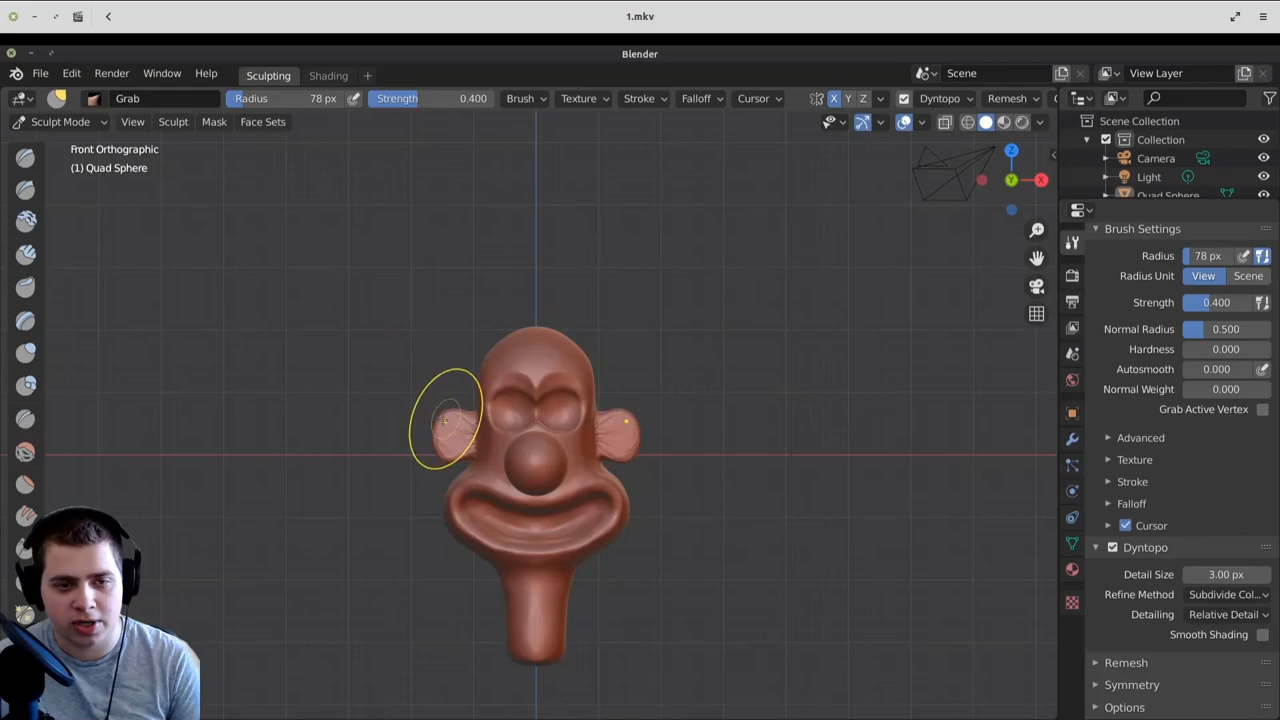 1.mkv
Blender
File Edit Render Window Help Sculpting Shading + Scene View Layer
Grab Radius 78 px Strength 0.400 Brush Texture Stroke Falloff Cursor X Y Z Dyntopo Remesh
Sculpt Mode View Sculpt Mask Face Sets
Front Orthographic
(1) Quad Sphere
Z
Y
X
Scene Collection
Collection
Camera
Light
Quad Sphere
Brush Settings
Radius 78 px
Radius Unit View Scene
Strength 0.400
Normal Radius 0.500
Hardness 0.000
Autosmooth 0.000
Normal Weight 0.000
Grab Active Vertex
Advanced
Texture
Stroke
Falloff
Cursor
Dyntopo
Detail Size 3.00 px
Refine Method Subdivide Col...
Detailing Relative Detail
Smooth Shading
Remesh
Symmetry
Options